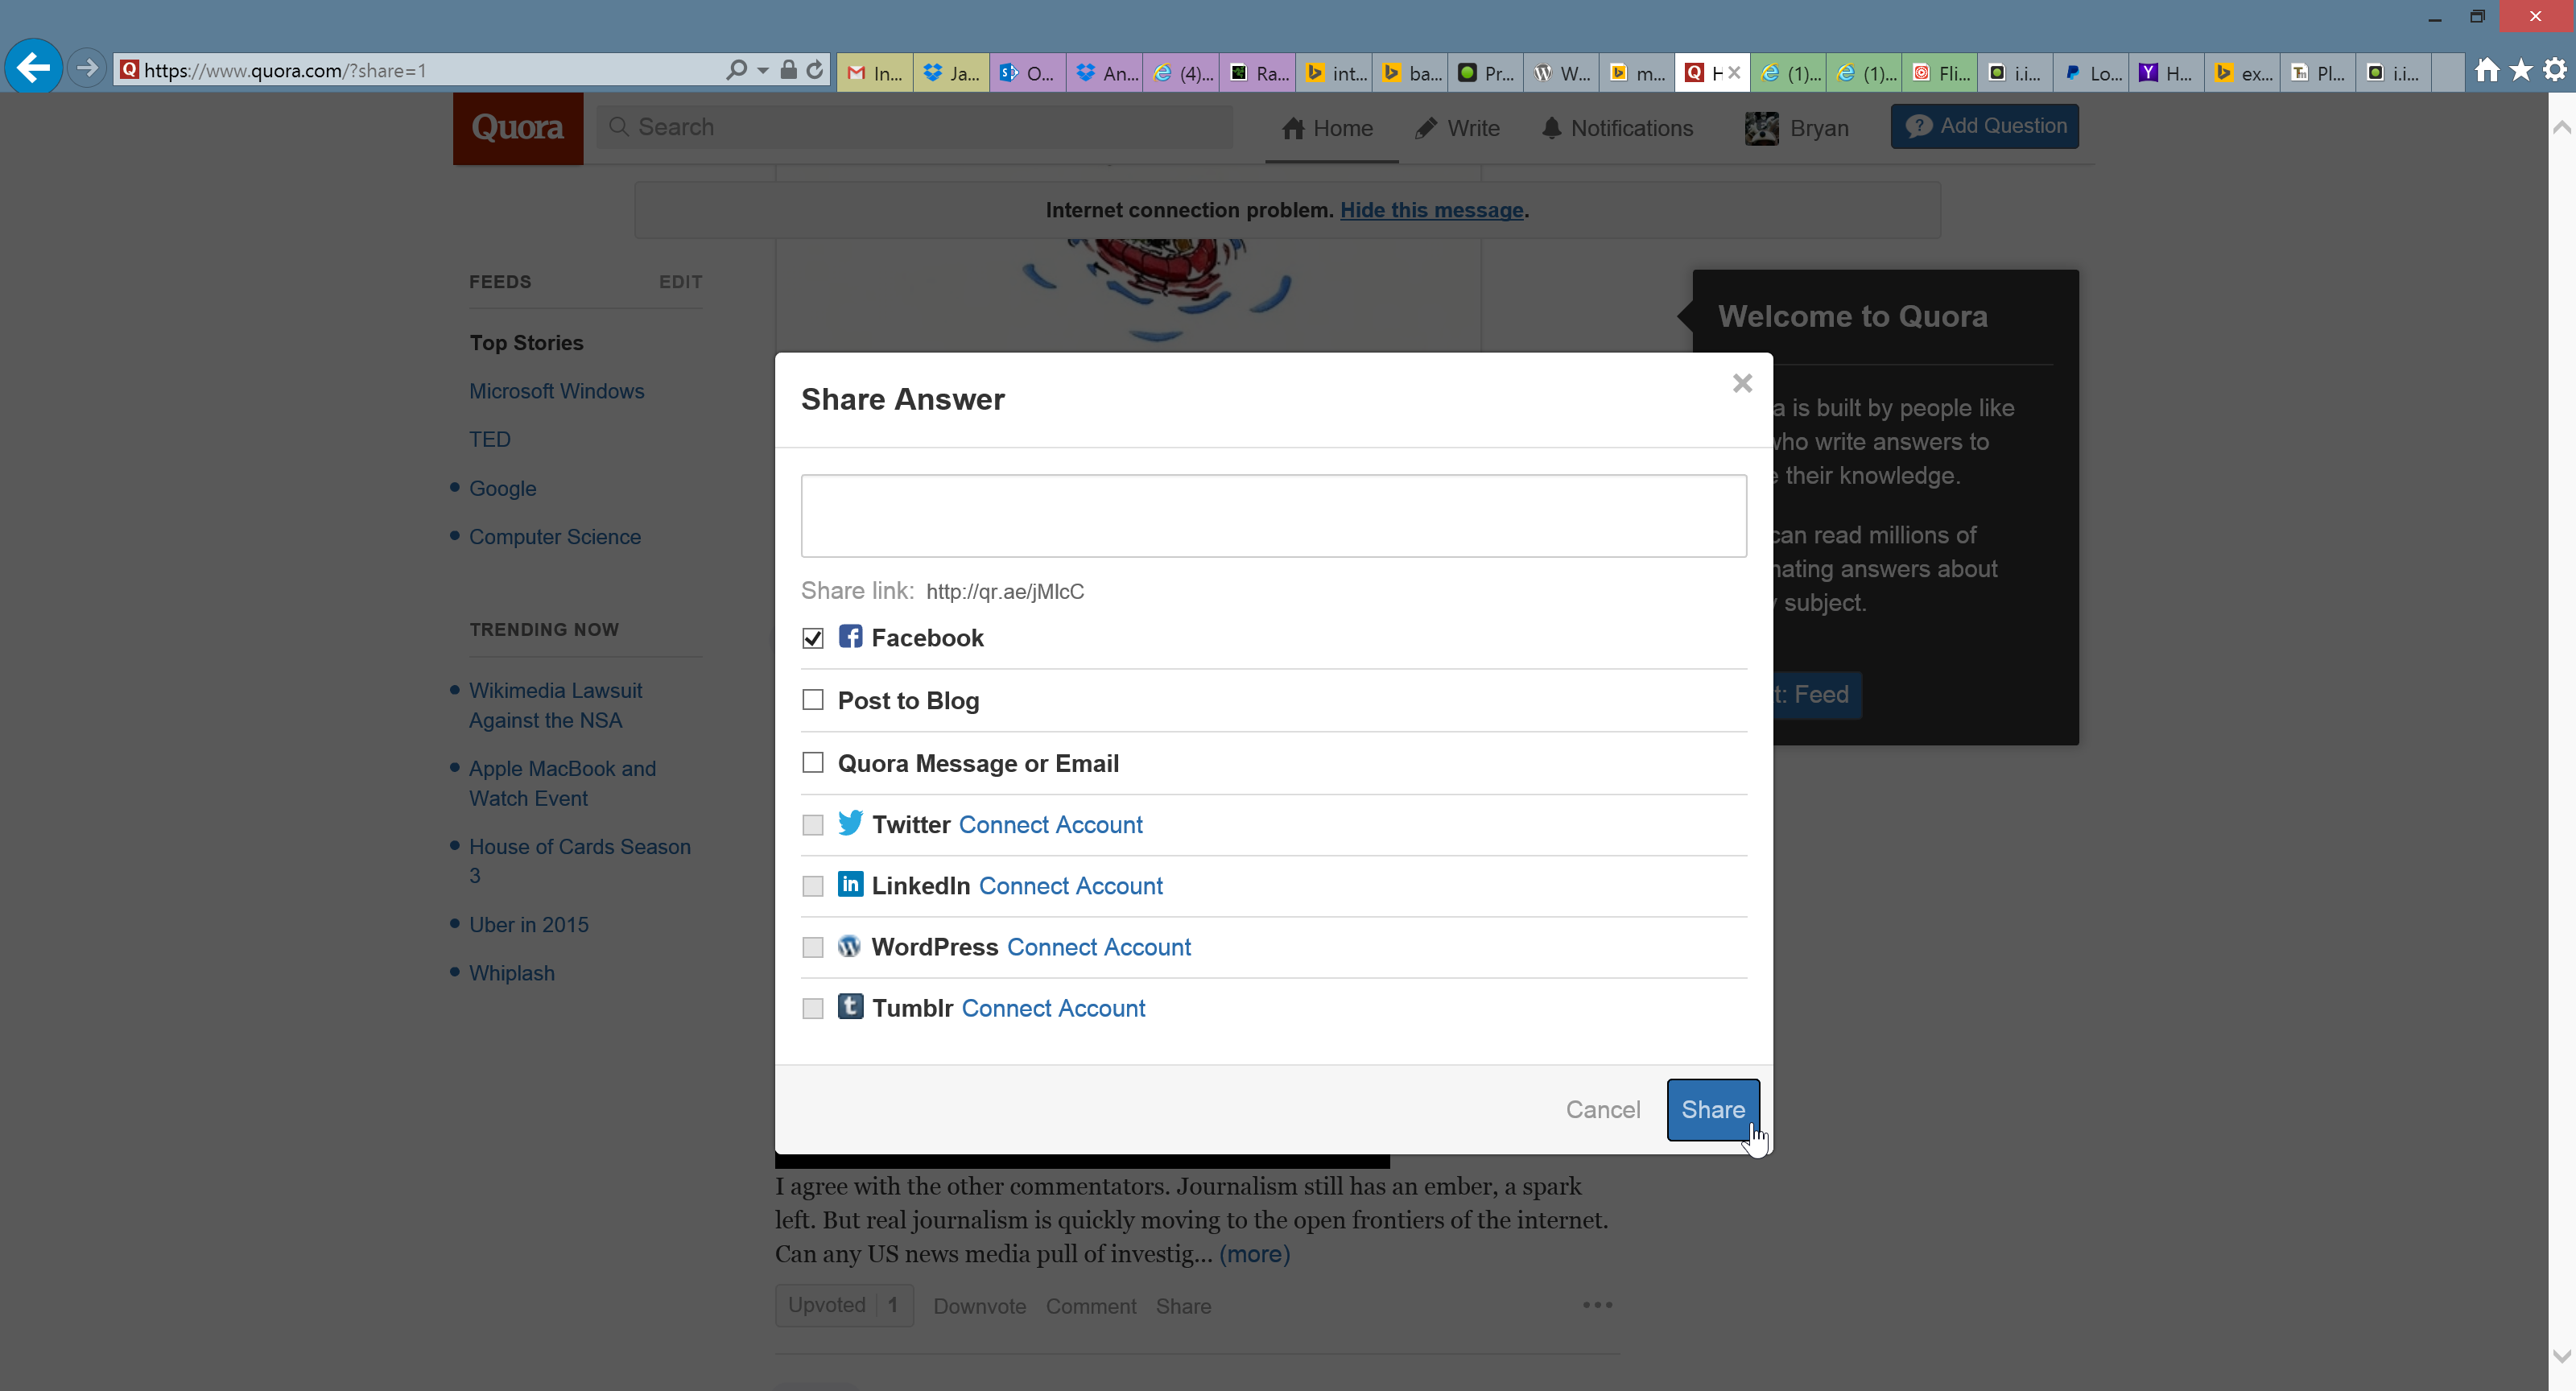 https://www.quora.com/?share=1
In...
Ja...
O...
An...
(4)...
Ra...
int...
ba...
Pr...
W...
m...
(1)...
(1)...
Fli...
i.i...
Lo...
H...
ex...
Pl...
i.i...
Quora
Search
Home
Write
Notifications
Bryan
Add Question
Internet connection problem. Hide this message.
FEEDS
EDIT
Top Stories
Microsoft Windows
TED
Google
Computer Science
TRENDING NOW
Wikimedia Lawsuit
Against the NSA
Apple MacBook and
Watch Event
House of Cards Season
3
Uber in 2015
Whiplash
Share Answer
Share link: http://qr.ae/jMlcC
Facebook
Post to Blog
Quora Message or Email
Twitter Connect Account
LinkedIn Connect Account
WordPress Connect Account
Tumblr Connect Account
Cancel
Share
Welcome to Quora
a is built by people like
who write answers to
their knowledge.
can read millions of
nating answers about
subject.
t: Feed
I agree with the other commentators. Journalism still has an ember, a spark
left. But real journalism is quickly moving to the open frontiers of the internet.
Can any US news media pull of investig... (more)
Upvoted 1
Downvote
Comment
Share